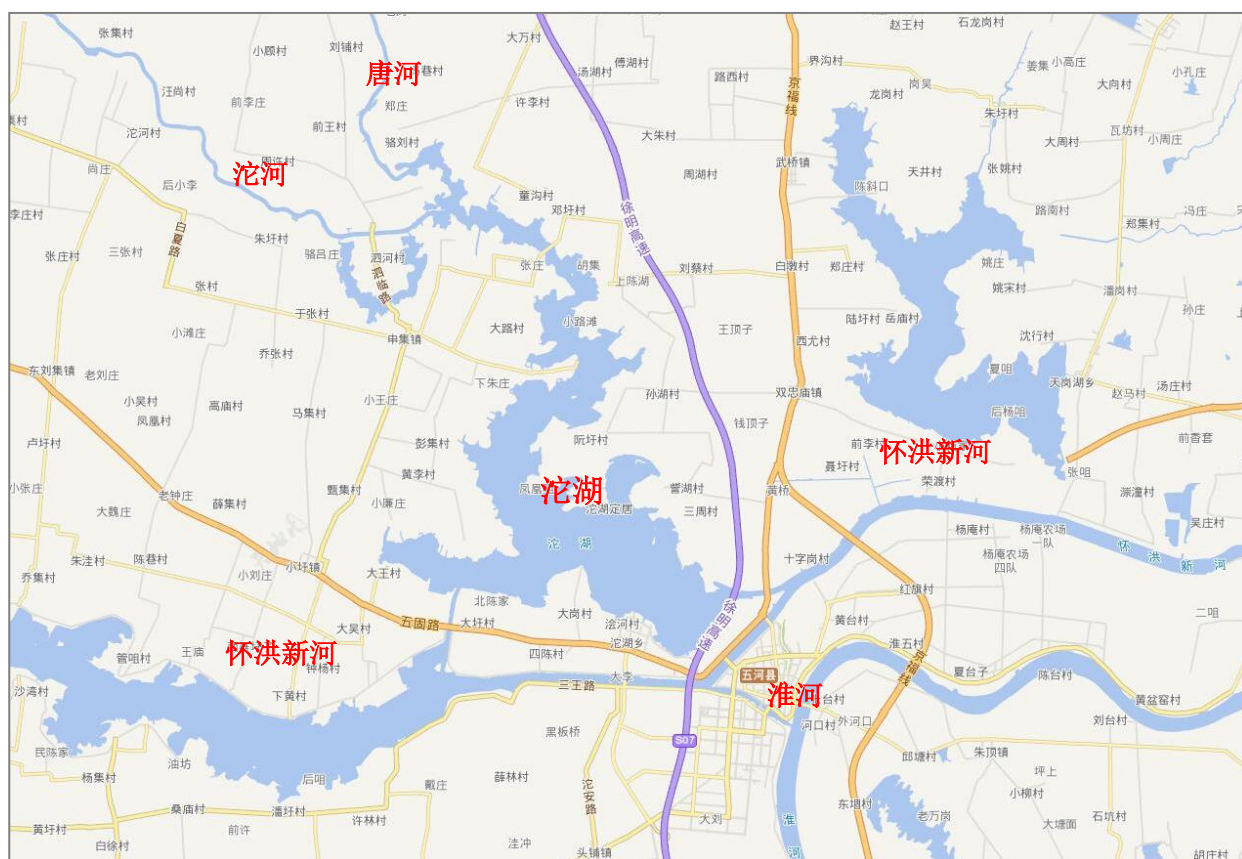 张集村
小顾村
刘铺村
大万村
汤湖村
傅湖村
路西村
界沟村
赵王村
石龙岗村
姜集
小高庄
大向村
小孔庄
唐河
汪尚村
前李庄
郑庄
许李村
京福线
龙岗村
岗吴
朱圩村
瓦坊村
小周庄
沱河村
前王村
骆刘村
大朱村
大周村
尚庄
沱河
周湖村
武桥镇
天井村
张姚村
后小李
童沟村
陈斜口
李庄村
白夏路
邓圩村
徐明高速
路南村
冯庄
郑集村
张庄村
三张村
朱圩村
骆吕庄
泗河村
泗临路
张庄
胡集
上陈湖
刘蔡村
白墩村
郑庄村
姚庄
张村
姚宋村
潘岗村
孙庄
于张村
小滩庄
乔张村
申集镇
大路村
小路滩
王顶子
西尤村
陆圩村
岳庙村
沈行村
东刘集镇
老刘庄
下朱庄
夏咀
天岗湖乡
汤庄村
小吴村
凤凰村
高庙村
马集村
小王庄
孙湖村
双忠庙镇
赵马村
后杨咀
卢圩村
彭集村
阮圩村
钱顶子
前李村
怀洪新河
前香套
小张庄
老钟庄
薛集村
甄集村
黄李村
小廉庄
沱湖
訾湖村
聂圩村
黄桥
荣渡村
张咀
濉潼村
大魏庄
沱湖定居
三周村
吴庄村
朱洼村
陈巷村
沱湖
十字岗村
杨庵村
杨庵农场
一队
杨庵农场
四队
怀洪新河
乔集村
小刘庄
小圩镇
大王村
红旗村
北陈家
大岗村
浍河村
徐明高速
黄台村
二咀
大吴村
五固路
大圩村
四陈村
沱湖乡
淮五村
管咀村
王庙
怀洪新河
钟杨村
京福线
夏台子
陈台村
沙湾村
下黄村
三王路
大李
五河县
淮河
黄盆窑村
河口村
外河口
刘台村
民陈家
油坊
黑板桥
S07
邱塘村
朱顶镇
杨集村
后咀
戴庄
薛林村
沱安路
坪上
小柳村
桑庙村
潘圩村
东堌村
黄圩村
前许
许林村
大刘
老万岗
大塘面
石坑村
白徐村
洼冲
头铺镇
淮河
胡庄村